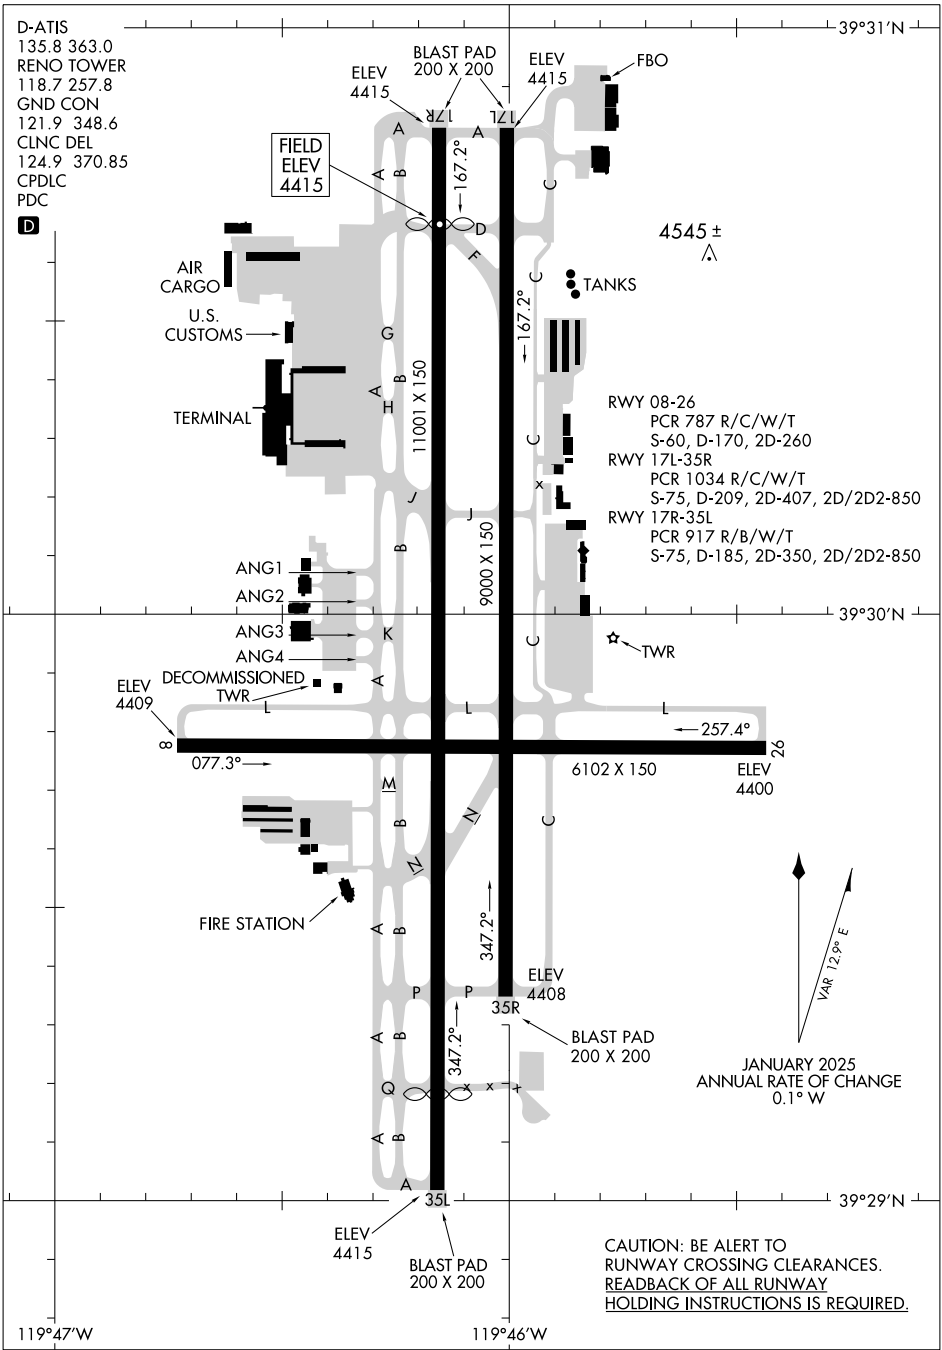 D-ATIS
135.8 363.0
RENO TOWER
118.7 257.8
GND CON
121.9 348.6
CLNC DEL
124.9 370.85
CPDLC
PDC
D
39°31'N
BLAST PAD
200 X 200
ELEV
4415
ELEV
4415
FBO
17R
17L
A
A
FIELD
ELEV
4415
167.2°
A
B
C
D
F
4545 ±
AIR
CARGO
C
TANKS
U.S.
CUSTOMS
G
167.2°
11001 X 150
A
B
H
TERMINAL
C
RWY 08-26
PCR 787 R/C/W/T
S-60, D-170, 2D-260
RWY 17L-35R
PCR 1034 R/C/W/T
S-75, D-209, 2D-407, 2D/2D2-850
RWY 17R-35L
PCR 917 R/B/W/T
S-75, D-185, 2D-350, 2D/2D2-850
X
J
J
B
9000 X 150
ANG1
ANG2
ANG3
ANG4
39°30'N
K
C
TWR
DECOMMISSIONED
TWR
A
ELEV
4409
L
L
L
257.4°
8
26
077.3°
6102 X 150
ELEV
4400
M
B
N
N
C
FIRE STATION
A
B
347.2°
VAR 12.9° E
P
P
ELEV
4408
35R
BLAST PAD
200 X 200
A
B
347.2°
JANUARY 2025
ANNUAL RATE OF CHANGE
0.1° W
Q
X
X
X
A
B
A
35L
39°29'N
ELEV
4415
BLAST PAD
200 X 200
CAUTION: BE ALERT TO
RUNWAY CROSSING CLEARANCES.
READBACK OF ALL RUNWAY
HOLDING INSTRUCTIONS IS REQUIRED.
119°47'W
119°46'W